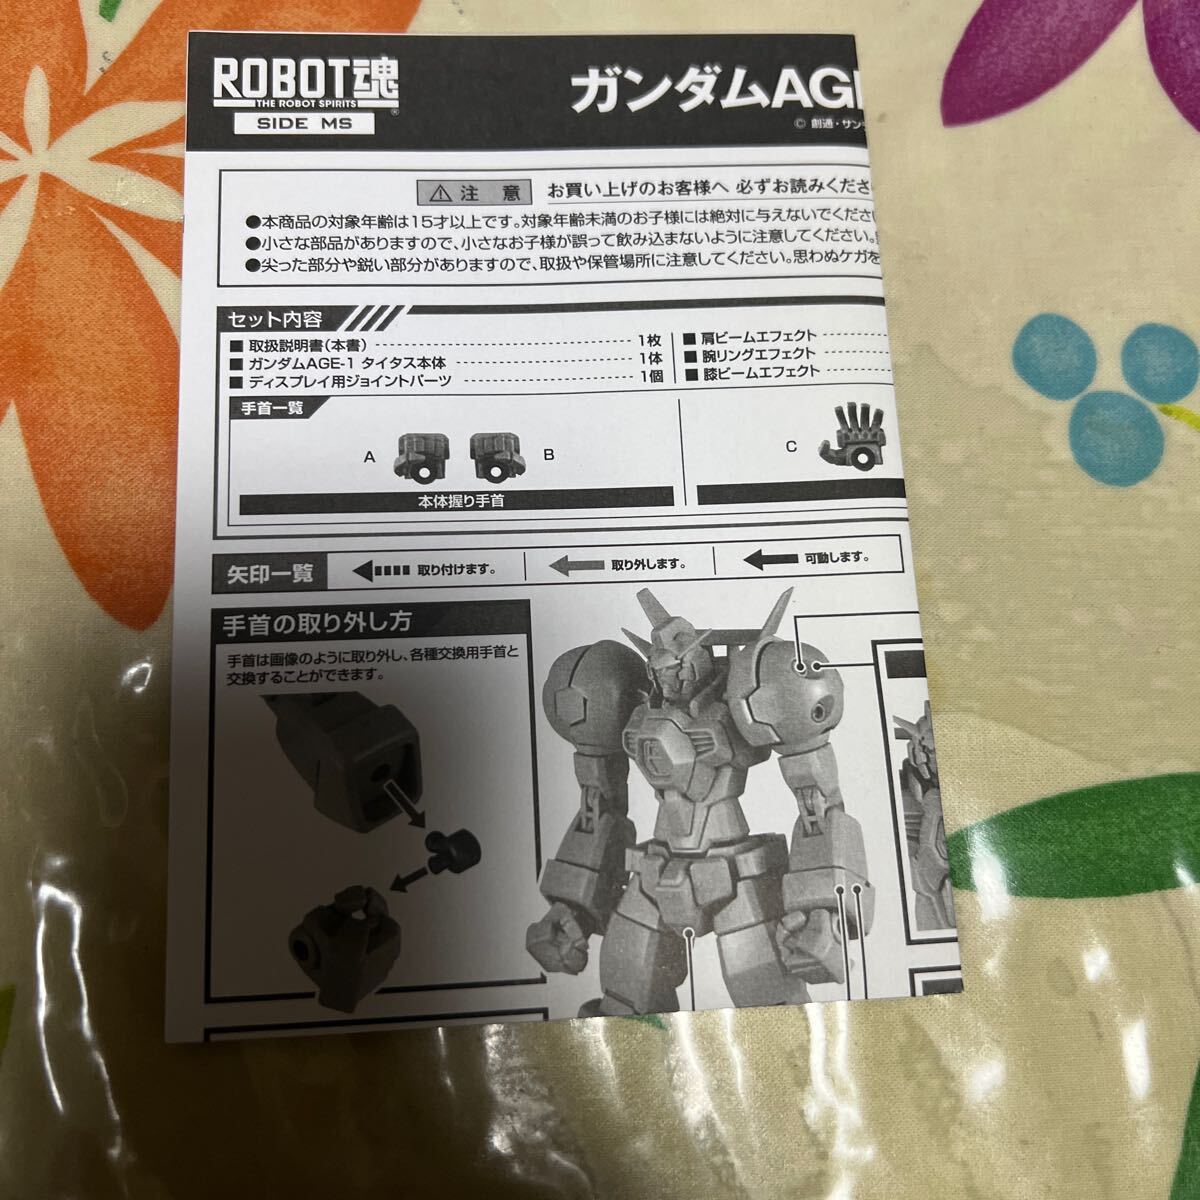 ROBOT魂
THE ROBOT SPIRITS
®
SIDE MS
ガンダムAGE
© 創通・サン
⚠注 意 お買い上げのお客様へ 必ずお読みくださ
●本商品の対象年齢は15才以上です。対象年齢未満のお子様には絶対に与えないでくださ
●小さな部品がありますので、小さなお子様が誤って飲み込まないように注意してください。
●尖った部分や鋭い部分がありますので、取扱や保管場所に注意してください。思わぬケガを
セット内容
■ 取扱説明書(本書) 1枚
■ ガンダムAGE-1 タイタス本体 1体
■ ディスプレイ用ジョイントパーツ 1個
■ 肩ビームエフェクト
■ 腕リングエフェクト
■ 膝ビームエフェクト
手首一覧
A
B
C
本体握り手首
矢印一覧
取り付けます。
取り外します。
可動します。
手首の取り外し方
手首は画像のように取り外し、各種交換用手首と
交換することができます。